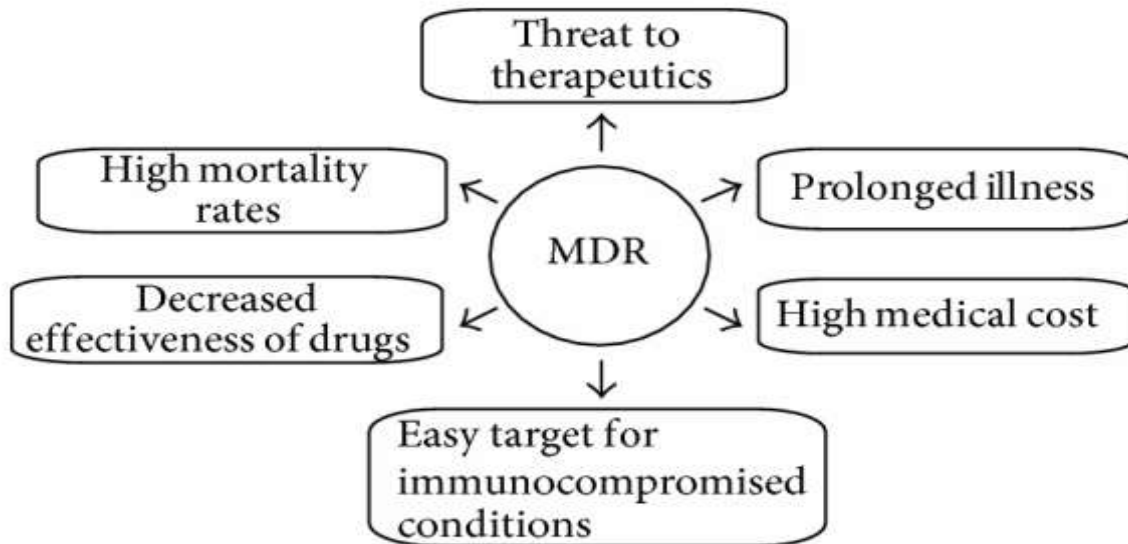 Threat to
therapeutics
High mortality
rates
Prolonged illness
MDR
Decreased
effectiveness of drugs
High medical cost
Easy target for
immunocompromised
conditions